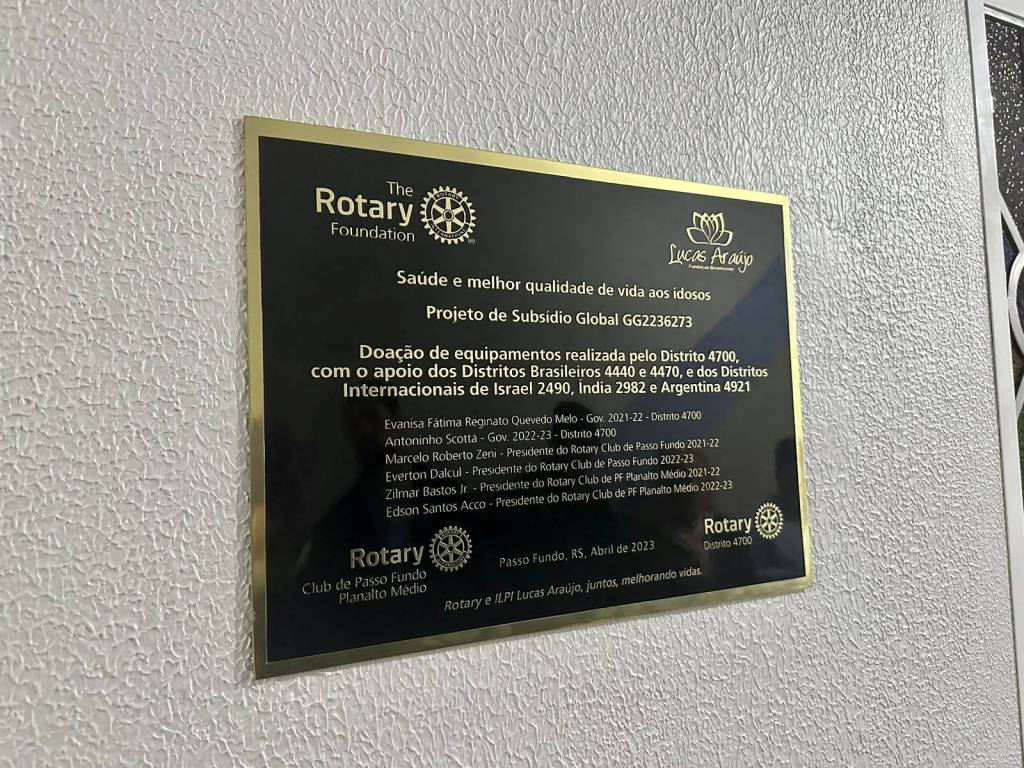 The
Rotary
Foundation
Lucas Araújo
Fundação Beneficente
Saúde e melhor qualidade de vida aos idosos
Projeto de Subsídio Global GG2236273
Doação de equipamentos realizada pelo Distrito 4700,
com o apoio dos Distritos Brasileiros 4440 e 4470, e dos Distritos
Internacionais de Israel 2490, Índia 2982 e Argentina 4921
Evanisa Fátima Reginato Quevedo Melo - Gov. 2021-22 - Distrito 4700
Antoninho Scottá - Gov. 2022-23 - Distrito 4700
Marcelo Roberto Zeni - Presidente do Rotary Club de Passo Fundo 2021-22
Everton Dalcul - Presidente do Rotary Club de Passo Fundo 2022-23
Zilmar Bastos Jr. - Presidente do Rotary Club de PF Planalto Médio 2021-22
Edson Santos Acco - Presidente do Rotary Club de PF Planalto Médio 2022-23
Rotary
Club de Passo Fundo
Planalto Médio
Passo Fundo, RS, Abril de 2023
Rotary
Distrito 4700
Rotary e ILPI Lucas Araújo, juntos, melhorando vidas.